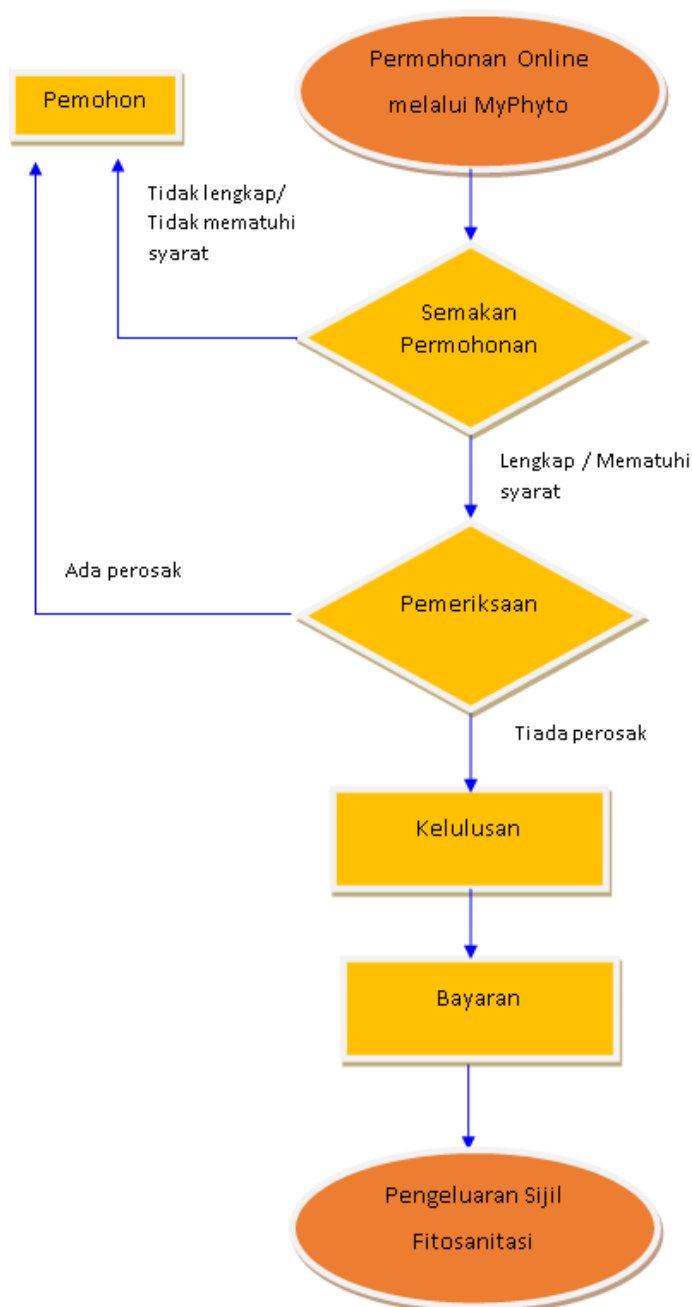 Permohonan Online
melalui MyPhyto
Pemohon
Tidak lengkap/
Tidak mematuhi
syarat
Semakan
Permohonan
Lengkap / Mematuhi
syarat
Ada perosak
Pemeriksaan
Tiada perosak
Kelulusan
Bayaran
Pengeluaran Sijil
Fitosanitasi